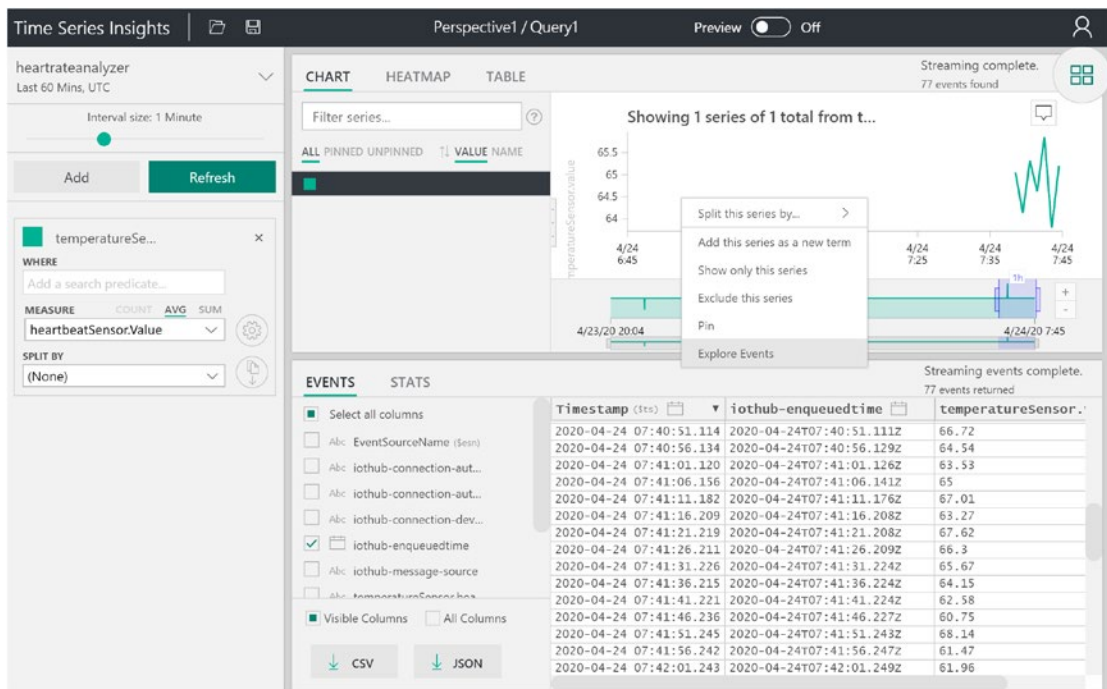 Time Series Insights
Perspective1 / Query1
Preview
Off
heartrateanalyzer
Last 60 Mins, UTC
Interval size: 1 Minute
Add
Refresh
temperatureSe...
×
WHERE
Add a search predicate...
MEASURE
COUNT AVG SUM
heartbeatSensor.Value
SPLIT BY
(None)
CHART HEATMAP TABLE
Streaming complete.
77 events found
Filter series...
?
ALL PINNED UNPINNED VALUE NAME
Showing 1 series of 1 total from t...
65.5
65
64.5
64
mperatureSensor.value
4/24
6:45
4/24
7:25
4/24
7:35
4/24
7:45
Split this series by... >
Add this series as a new term
Show only this series
Exclude this series
Pin
Explore Events
1h
+
-
4/23/20 20:04
4/24/20 7:45
EVENTS STATS
Streaming events complete.
77 events returned
Select all columns
Abc EventSourceName ($esn)
Abc iothub-connection-aut...
Abc iothub-connection-aut...
Abc iothub-connection-dev...
iothub-enqueuedtime
Abc iothub-message-source
Abc temperatureSensor.hea
Visible Columns All Columns
CSV JSON
Timestamp ($ts) iothub-enqueuedtime temperatureSensor.
2020-04-24 07:40:51.114 2020-04-24T07:40:51.111Z 66.72
2020-04-24 07:40:56.134 2020-04-24T07:40:56.129Z 64.54
2020-04-24 07:41:01.120 2020-04-24T07:41:01.126Z 63.53
2020-04-24 07:41:06.156 2020-04-24T07:41:06.141Z 65
2020-04-24 07:41:11.182 2020-04-24T07:41:11.176Z 67.01
2020-04-24 07:41:16.209 2020-04-24T07:41:16.208Z 63.27
2020-04-24 07:41:21.219 2020-04-24T07:41:21.208Z 67.62
2020-04-24 07:41:26.211 2020-04-24T07:41:26.209Z 66.3
2020-04-24 07:41:31.226 2020-04-24T07:41:31.224Z 65.67
2020-04-24 07:41:36.215 2020-04-24T07:41:36.224Z 64.15
2020-04-24 07:41:41.221 2020-04-24T07:41:41.224Z 62.58
2020-04-24 07:41:46.236 2020-04-24T07:41:46.227Z 60.75
2020-04-24 07:41:51.245 2020-04-24T07:41:51.243Z 68.14
2020-04-24 07:41:56.242 2020-04-24T07:41:56.247Z 61.47
2020-04-24 07:42:01.243 2020-04-24T07:42:01.249Z 61.96